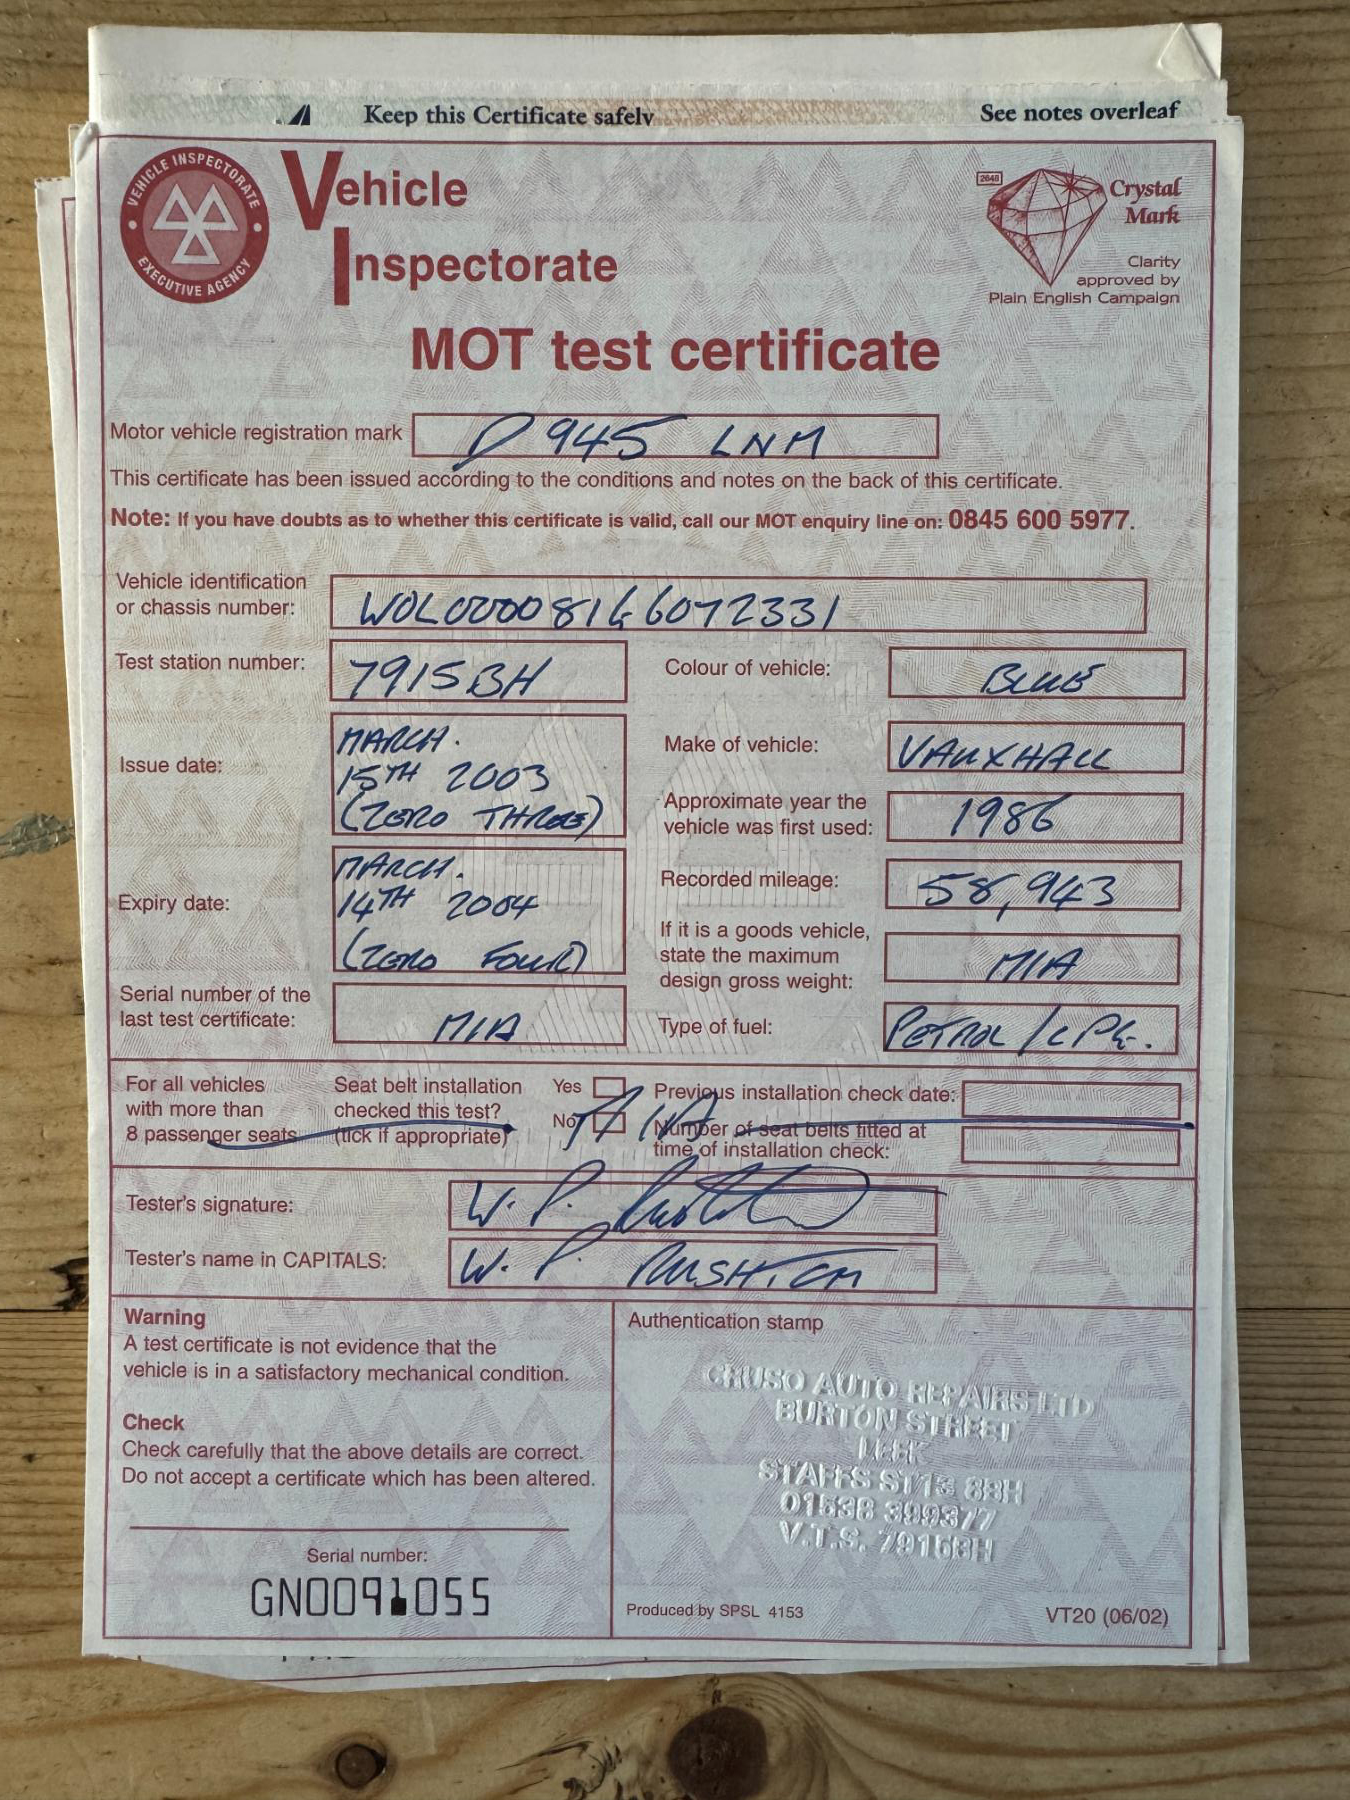 Keep this Certificate safely
See notes overleaf
VEHICLE INSPECTORATE
EXECUTIVE AGENCY
Vehicle
Inspectorate
2648
Crystal
Mark
Clarity
approved by
Plain English Campaign
MOT test certificate
Motor vehicle registration mark D 945 LNM
This certificate has been issued according to the conditions and notes on the back of this certificate.
Note: If you have doubts as to whether this certificate is valid, call our MOT enquiry line on: 0845 600 5977.
Vehicle identification
or chassis number: WOL000081G6072331
Test station number: 7915BH
Colour of vehicle: BLUE
Issue date: MARCH.
15TH 2003
(ZERO THREE)
Make of vehicle: VAUXHALL
Approximate year the
vehicle was first used: 1986
Expiry date: MARCH.
14TH 2004
(ZERO FOUR)
Recorded mileage: 58,943
If it is a goods vehicle,
state the maximum
design gross weight: N/A
Serial number of the
last test certificate: N/A
Type of fuel: PETROL / LPG.
For all vehicles
with more than
8 passenger seats
Seat belt installation
checked this test?
(tick if appropriate)
Yes
No
N/A
Previous installation check date:
Number of seat belts fitted at
time of installation check:
Tester's signature: W. P.
Tester's name in CAPITALS: W. P. RUSHTON
Warning
A test certificate is not evidence that the
vehicle is in a satisfactory mechanical condition.
Check
Check carefully that the above details are correct.
Do not accept a certificate which has been altered.
Serial number:
GN0091055
Authentication stamp
CRUSO AUTO REPAIRS LTD
BURTON STREET
LEEK
STAFFS ST13 8BH
01538 399377
V.T.S. 7915BH
Produced by SPSL 4153
VT20 (06/02)